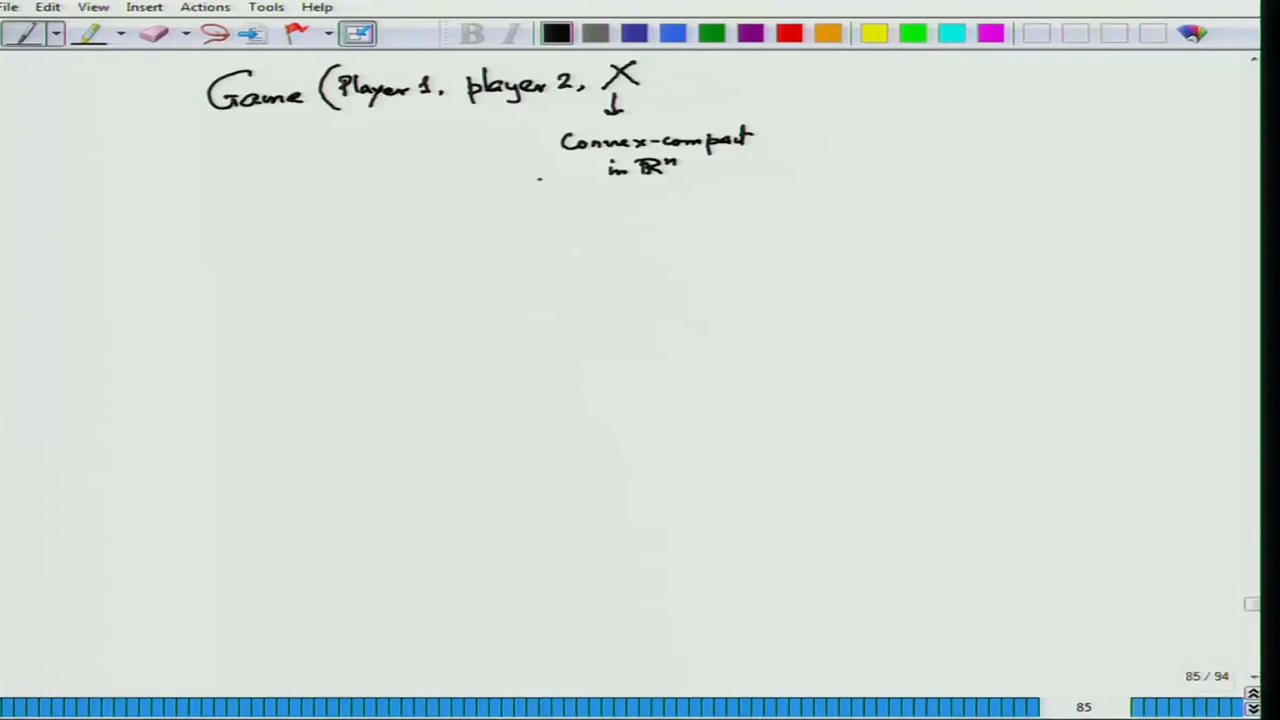 File Edit View Insert Actions Tools Help
B I
Game (Player 1, player 2, X
↓
Convex-compact
in ℝⁿ
85 / 94
85